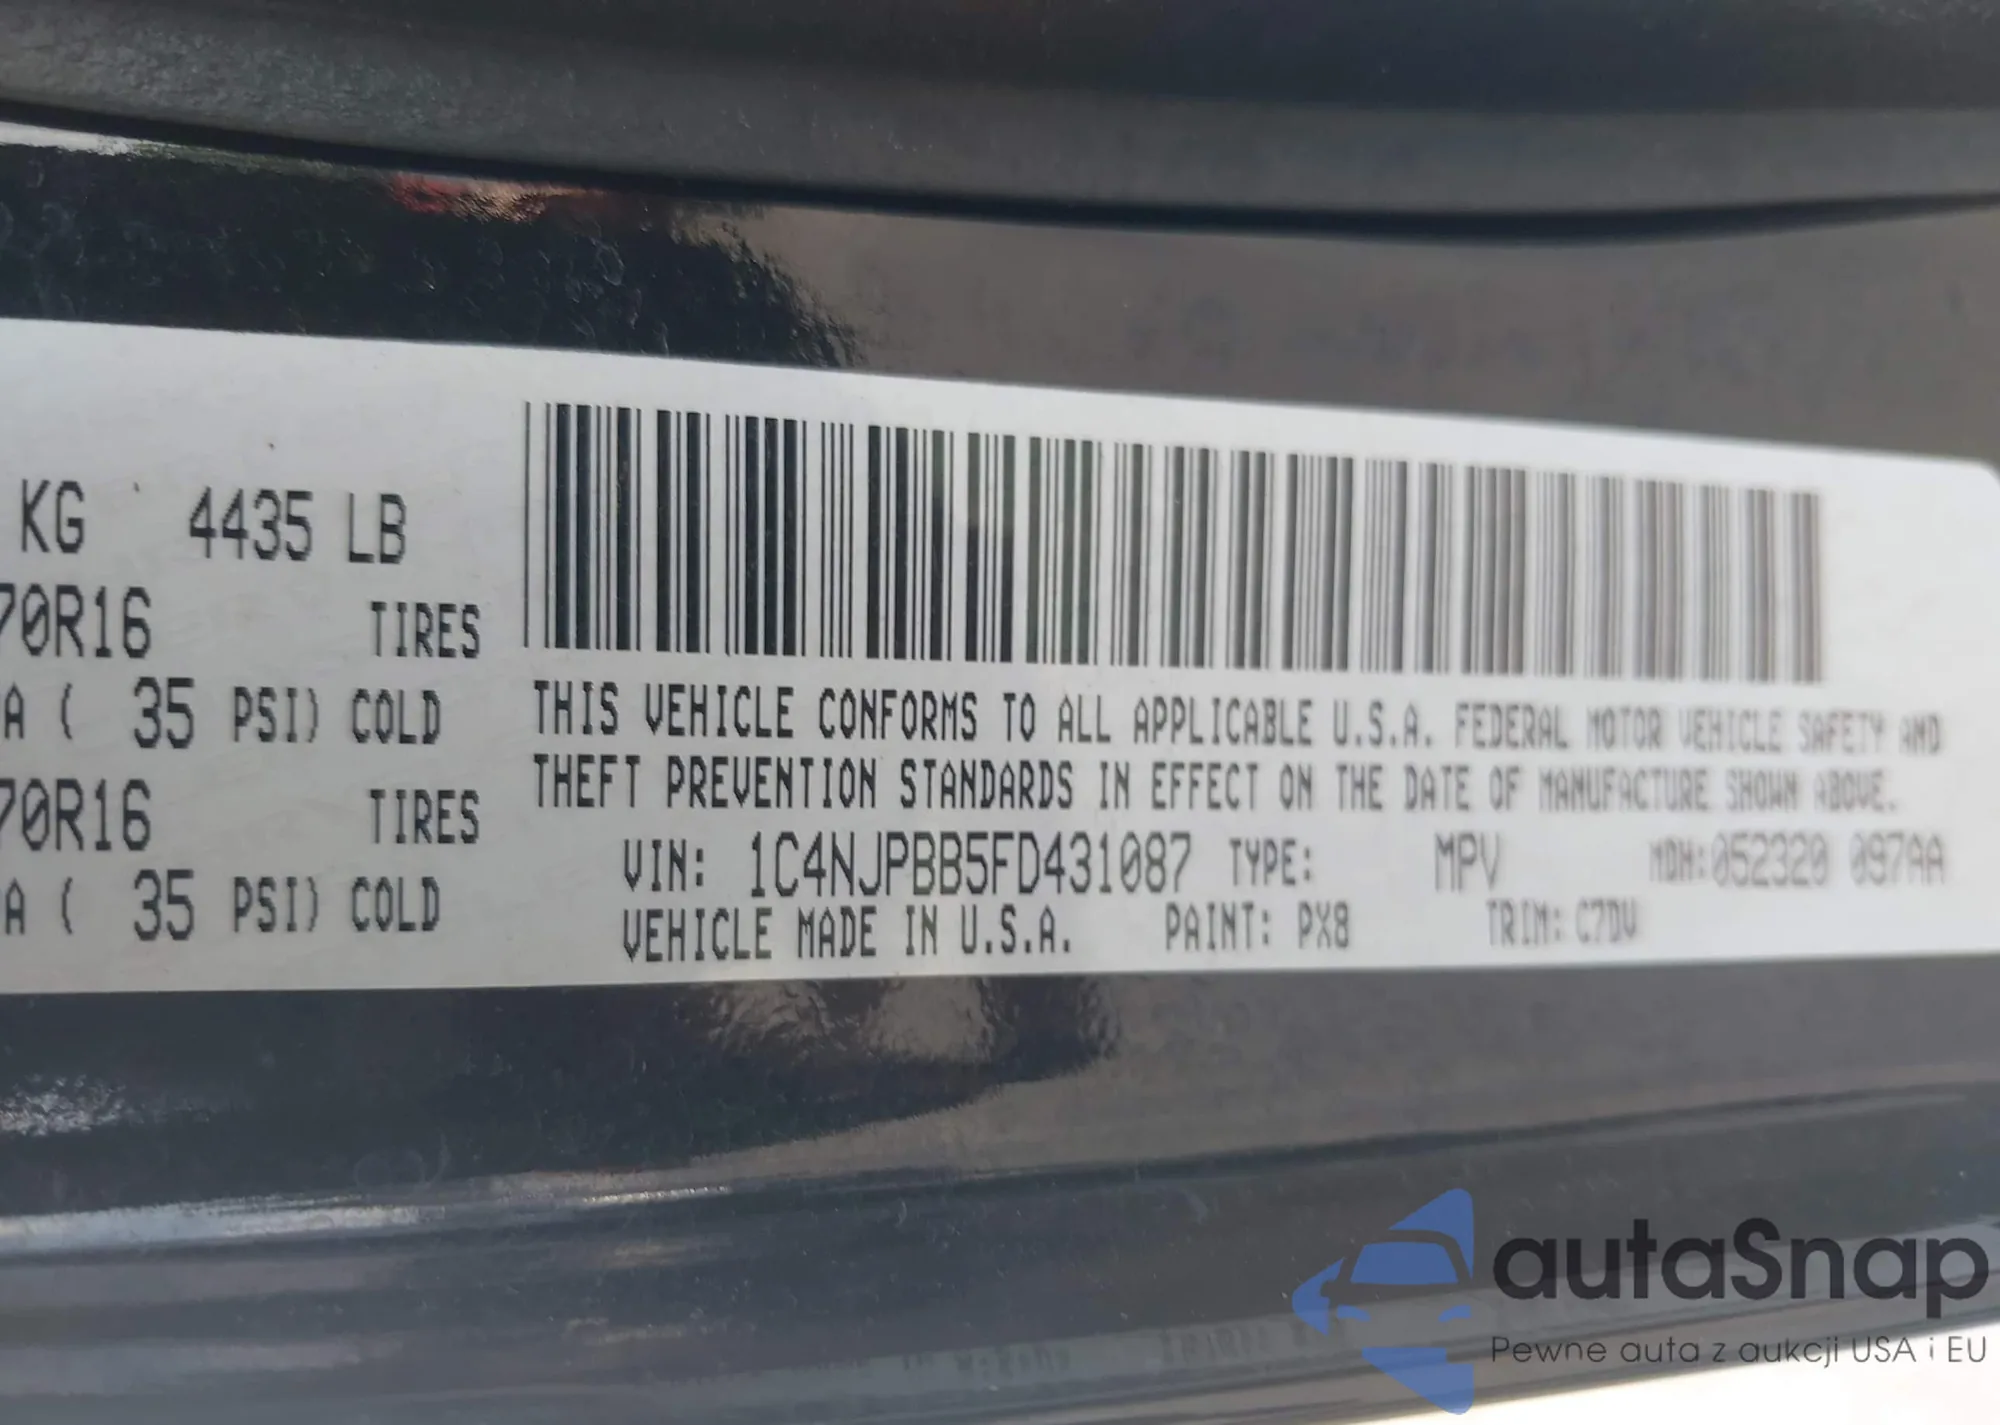 KG 4435 LB
70R16 TIRES
A ( 35 PSI) COLD
70R16 TIRES
A ( 35 PSI) COLD
THIS VEHICLE CONFORMS TO ALL APPLICABLE U.S.A. FEDERAL MOTOR VEHICLE SAFETY AND
THEFT PREVENTION STANDARDS IN EFFECT ON THE DATE OF MANUFACTURE SHOWN ABOVE.
VIN: 1C4NJPBB5FD431087 TYPE: MPV MDH:052320 097AA
VEHICLE MADE IN U.S.A. PAINT: PX8 TRIM: C7DV
autaSnap
Pewne auta z aukcji USA i EU